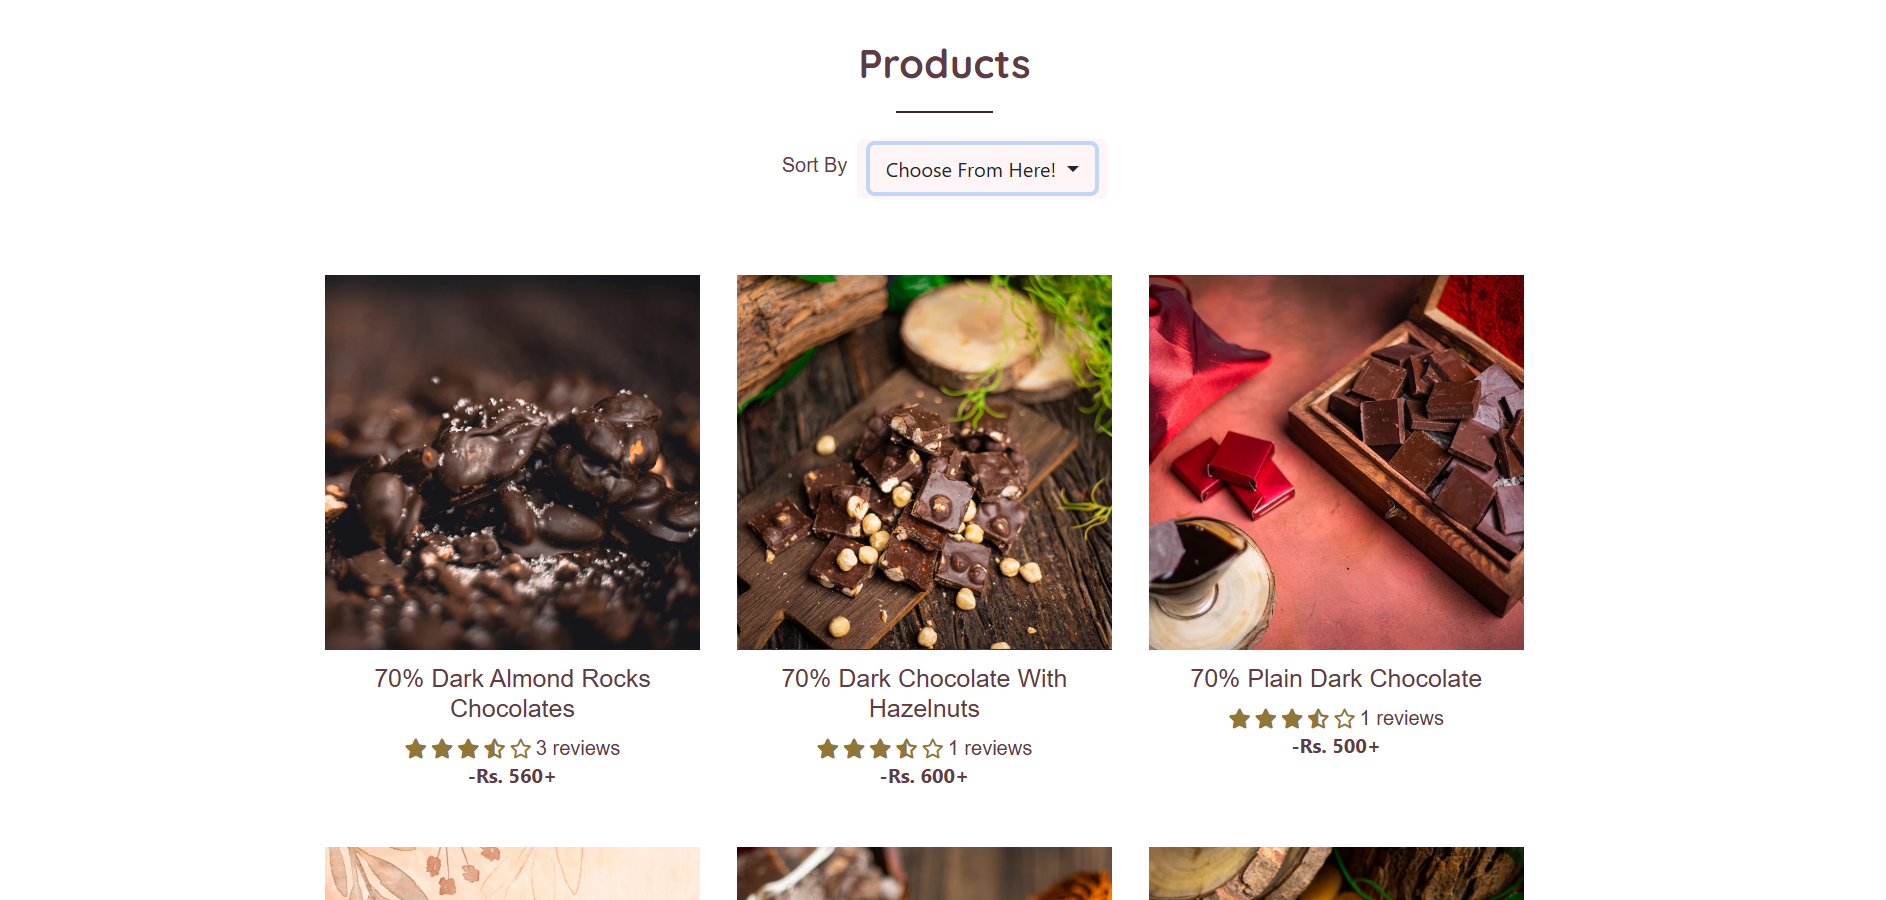 Products
Sort By
Choose From Here!
70% Dark Almond Rocks
Chocolates
3 reviews
-Rs. 560+
70% Dark Chocolate With
Hazelnuts
1 reviews
-Rs. 600+
70% Plain Dark Chocolate
1 reviews
-Rs. 500+